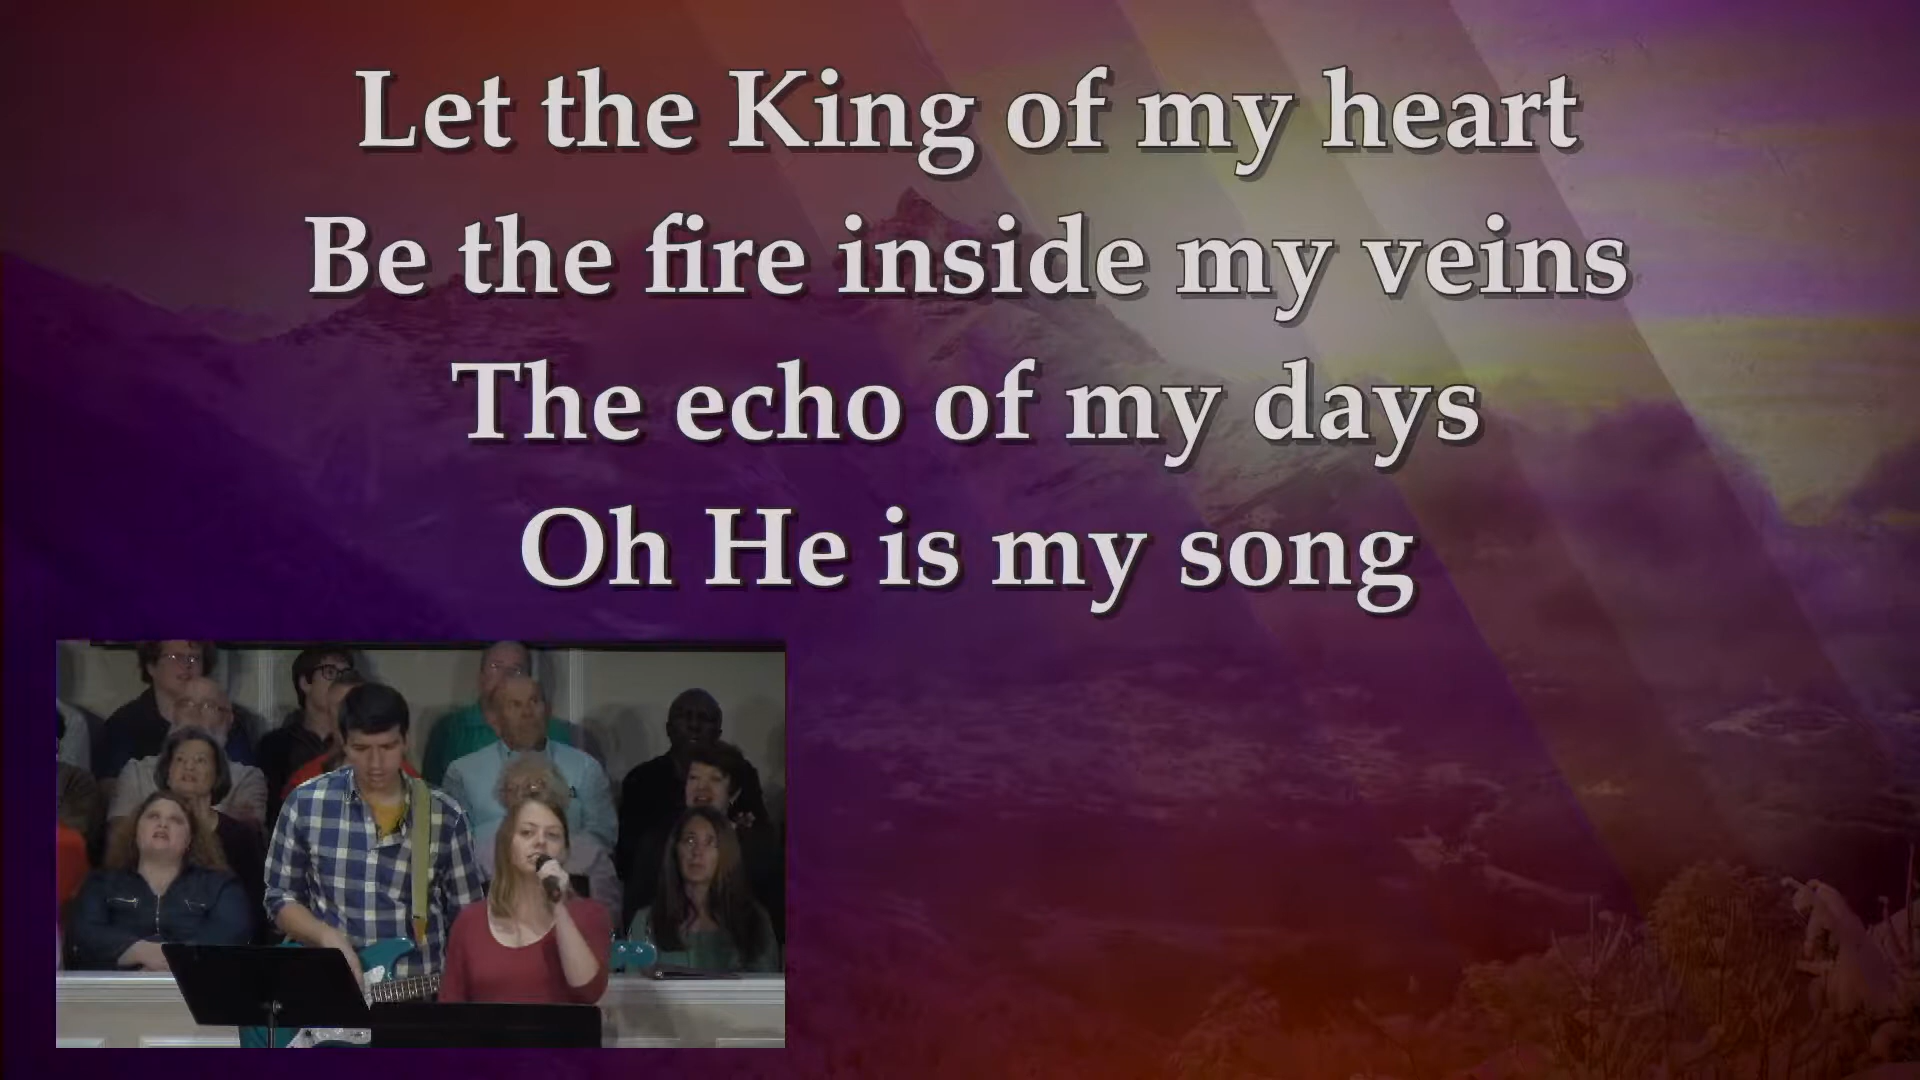 Let the King of my heart
Be the fire inside my veins
The echo of my days
Oh He is my song